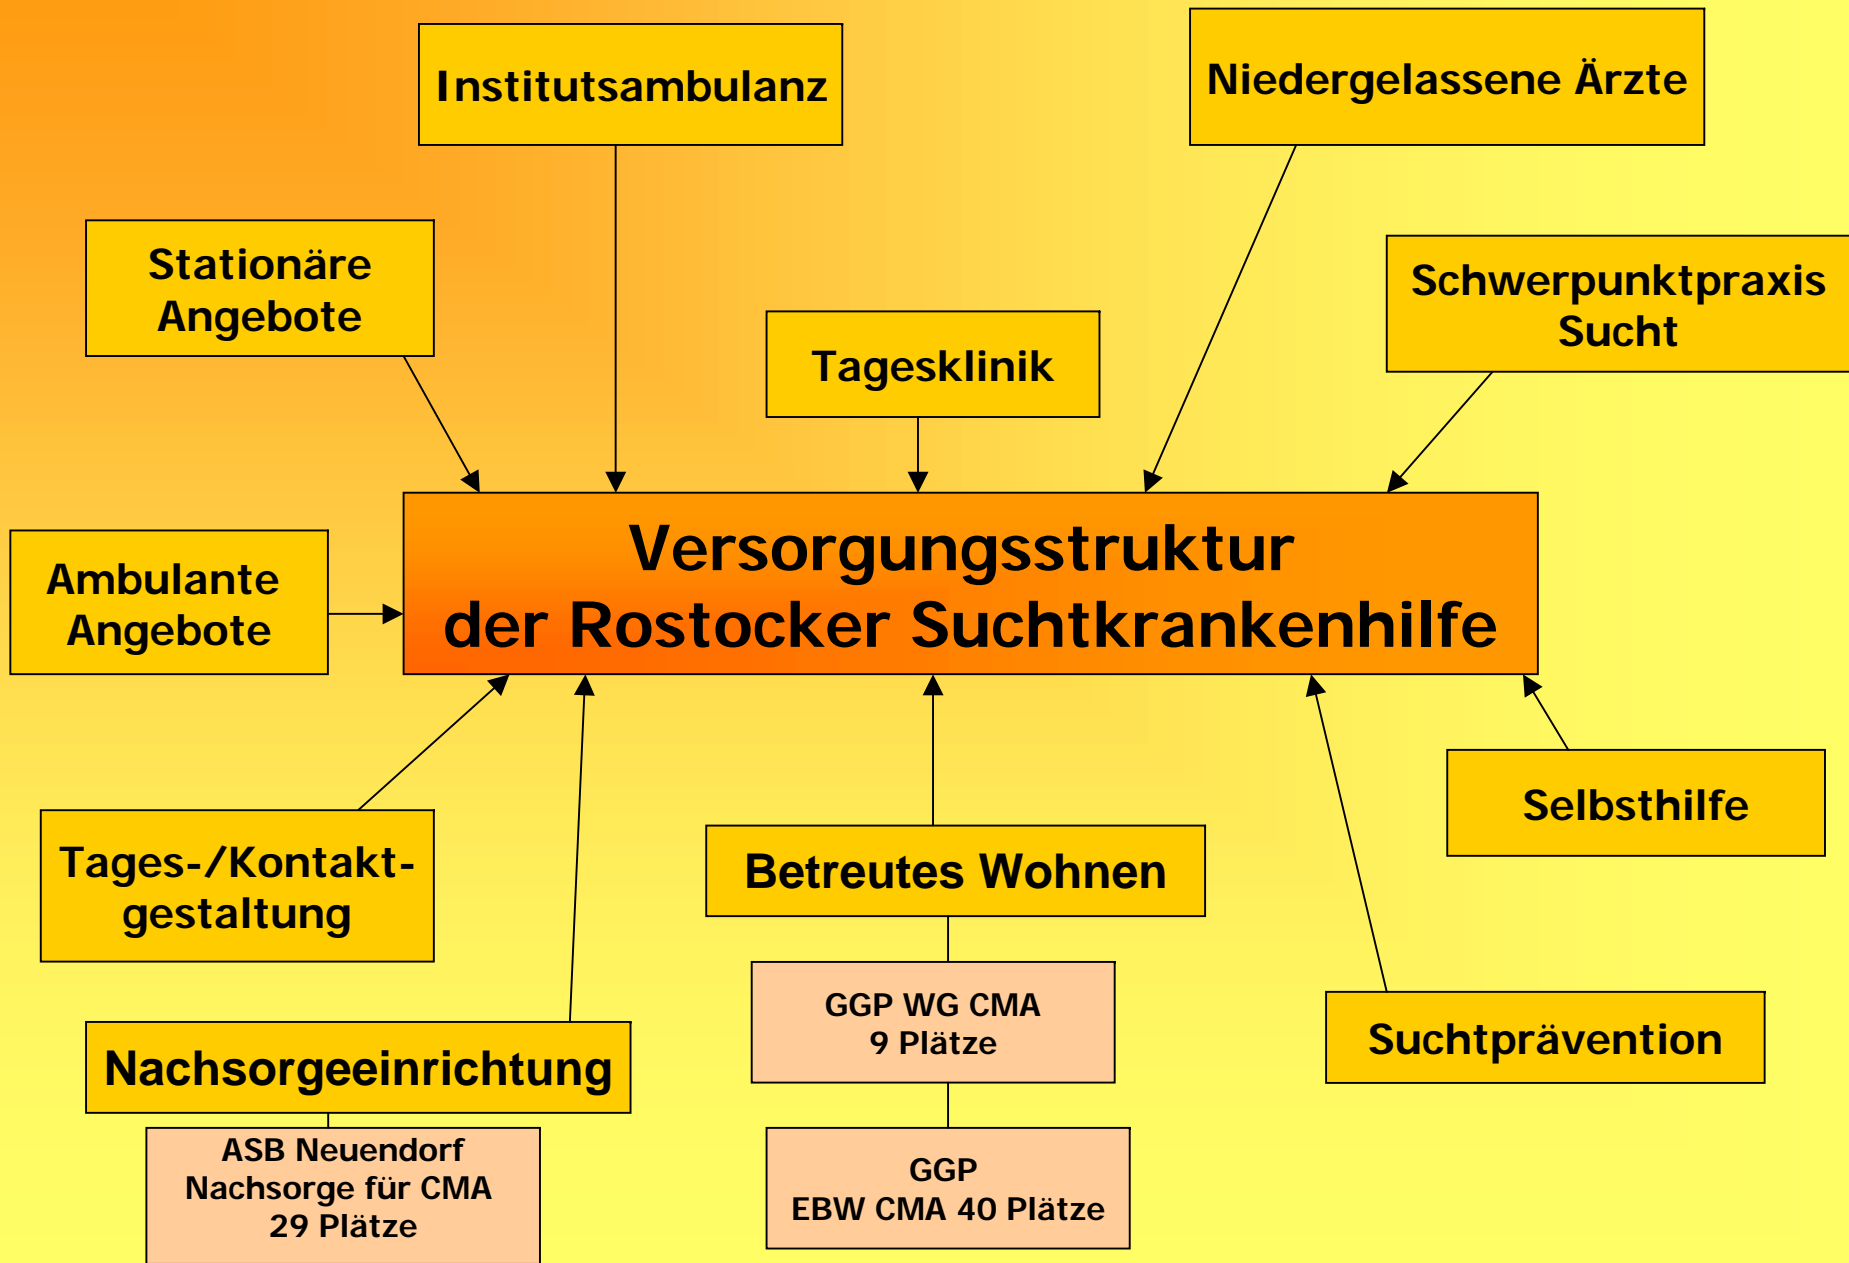 Institutsambulanz
Niedergelassene Ärzte
Stationäre
Angebote
Schwerpunktpraxis
Sucht
Tagesklinik
Versorgungsstruktur
der Rostocker Suchtkrankenhilfe
Ambulante
Angebote
Selbsthilfe
Tages-/Kontakt-
gestaltung
Betreutes Wohnen
GGP WG CMA
9 Plätze
Suchtprävention
Nachsorgeeinrichtung
ASB Neuendorf
Nachsorge für CMA
29 Plätze
GGP
EBW CMA 40 Plätze